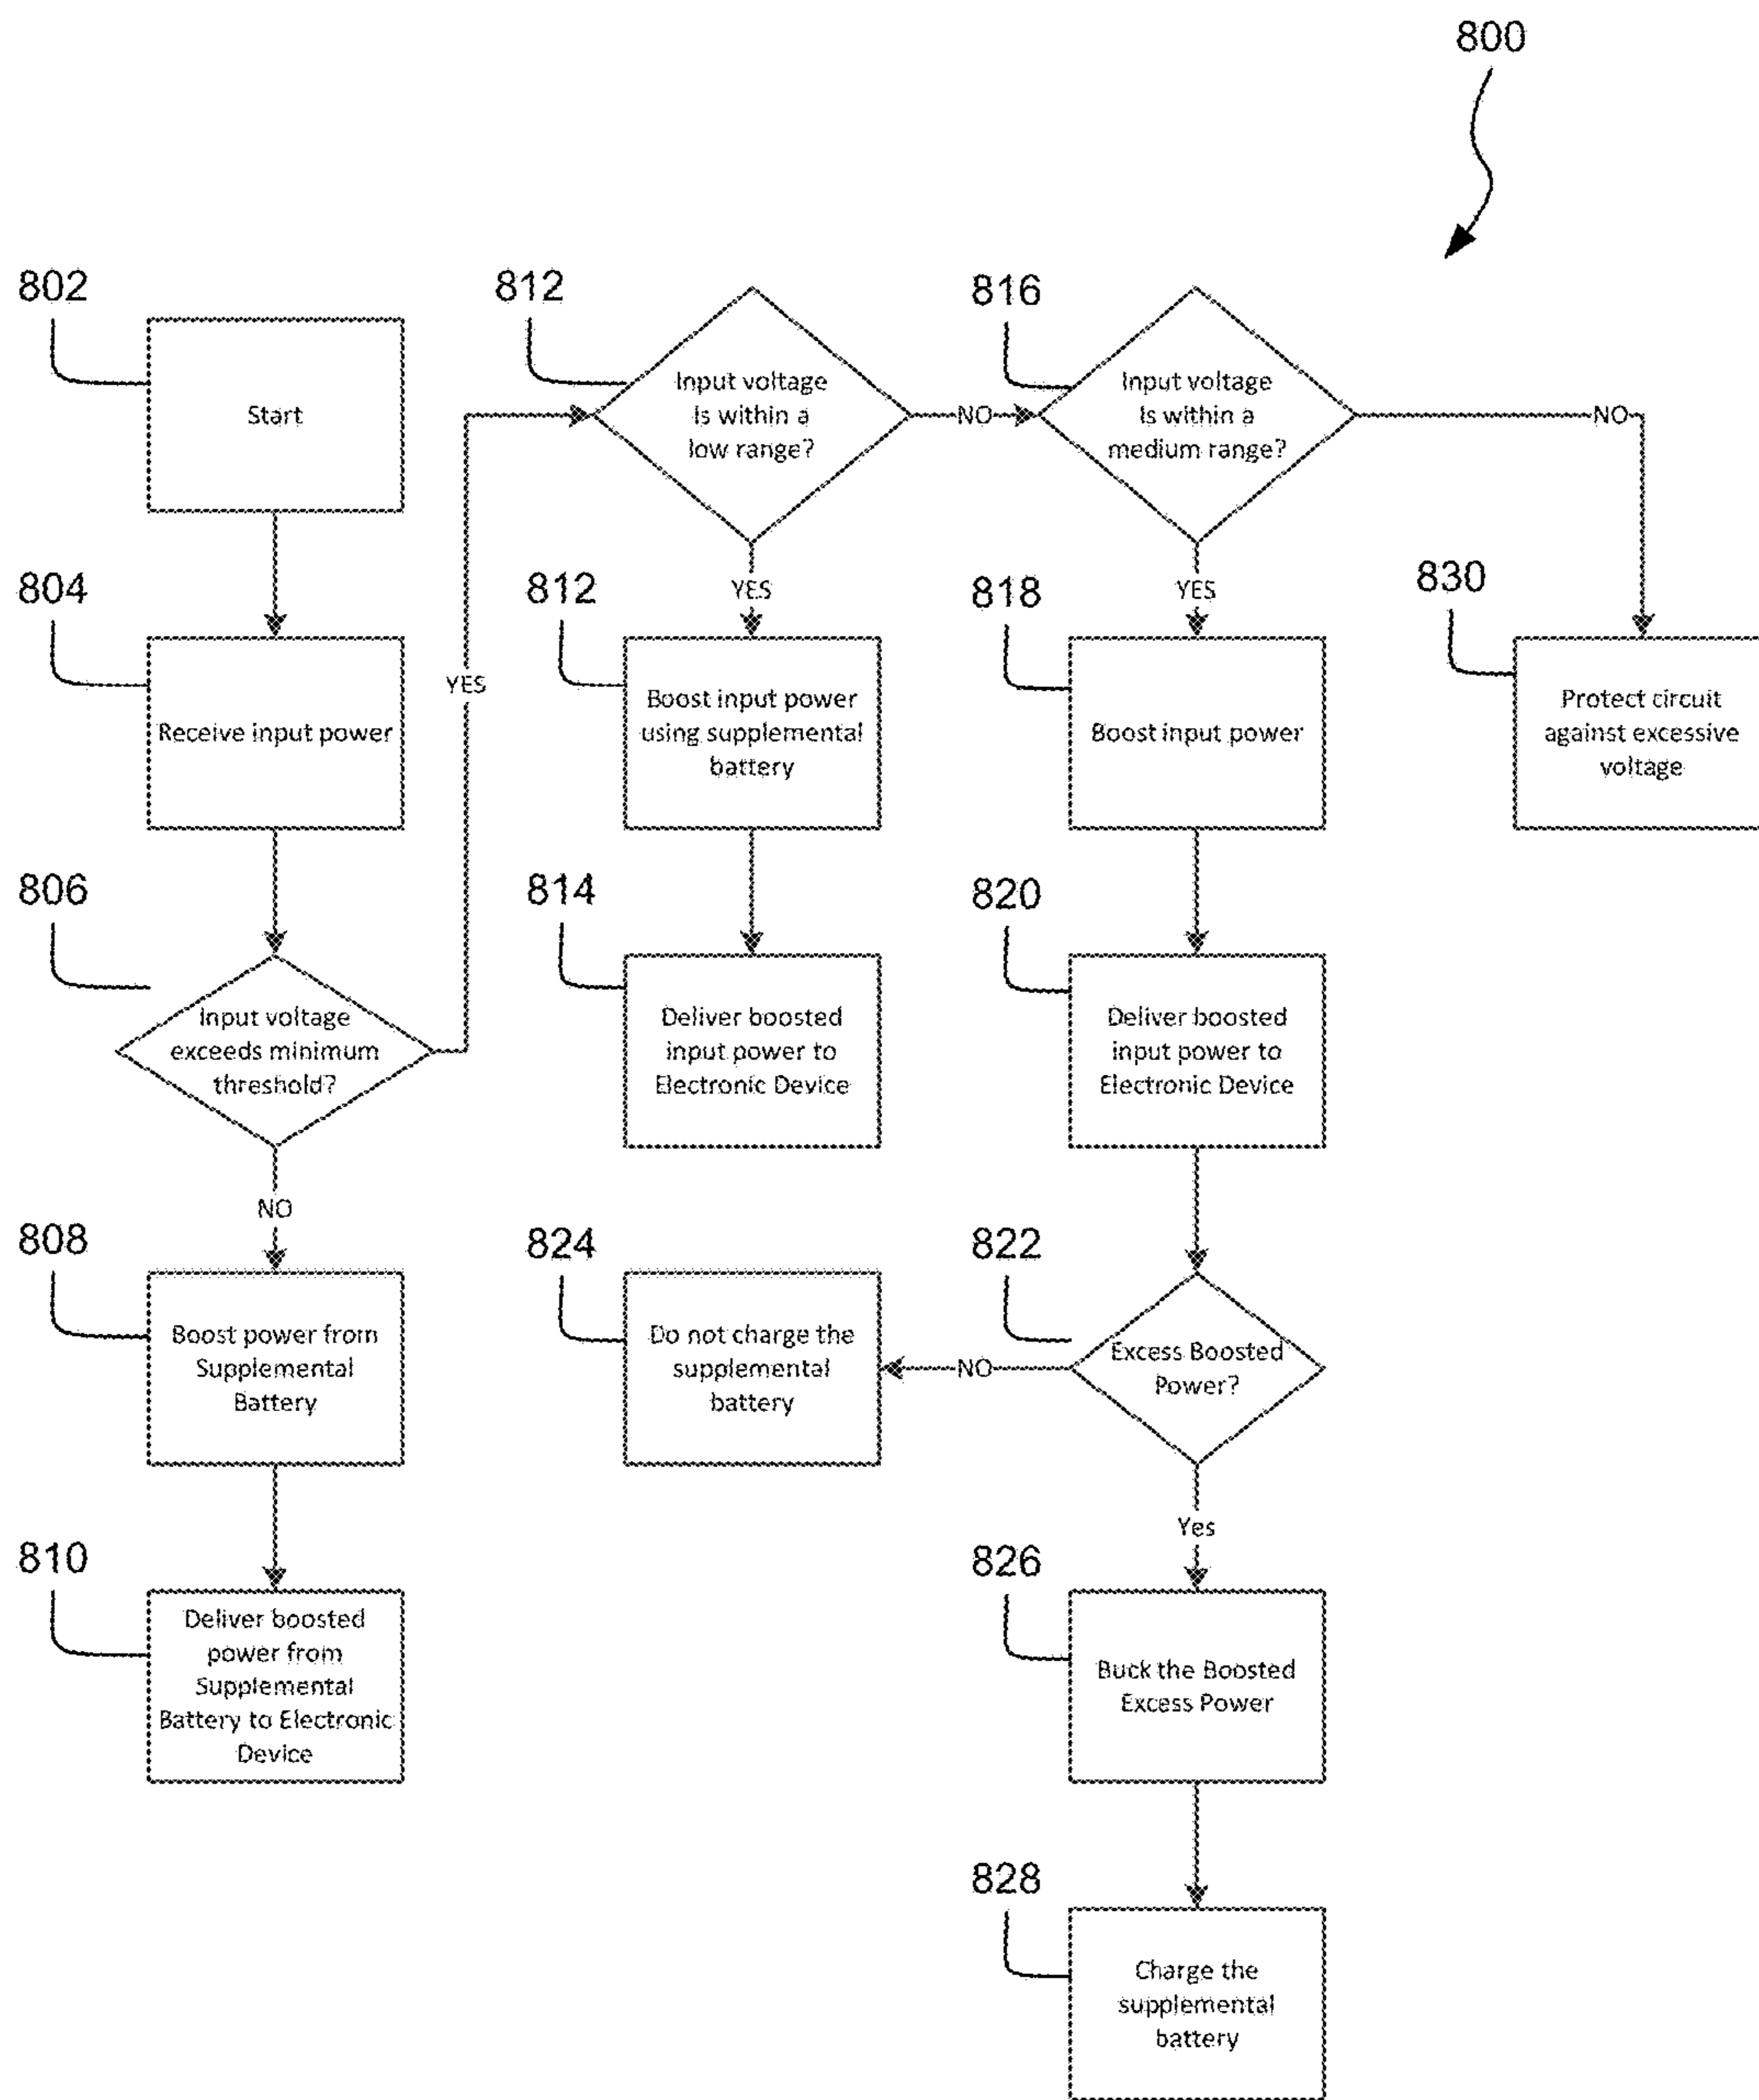 800
802
Start
804
Receive input power
806
Input voltage
exceeds minimum
threshold?
YES
NO
808
Boost power from
Supplemental
Battery
810
Deliver boosted
power from
Supplemental
Battery to Electronic
Device
812
Input voltage
Is within a
low range?
NO
YES
812
Boost input power
using supplemental
battery
814
Deliver boosted
input power to
Electronic Device
816
Input voltage
Is within a
medium range?
NO
YES
818
Boost input power
820
Deliver boosted
input power to
Electronic Device
822
Excess Boosted
Power?
NO
824
Do not charge the
supplemental
battery
Yes
826
Buck the Boosted
Excess Power
828
Charge the
supplemental
battery
830
Protect circuit
against excessive
voltage